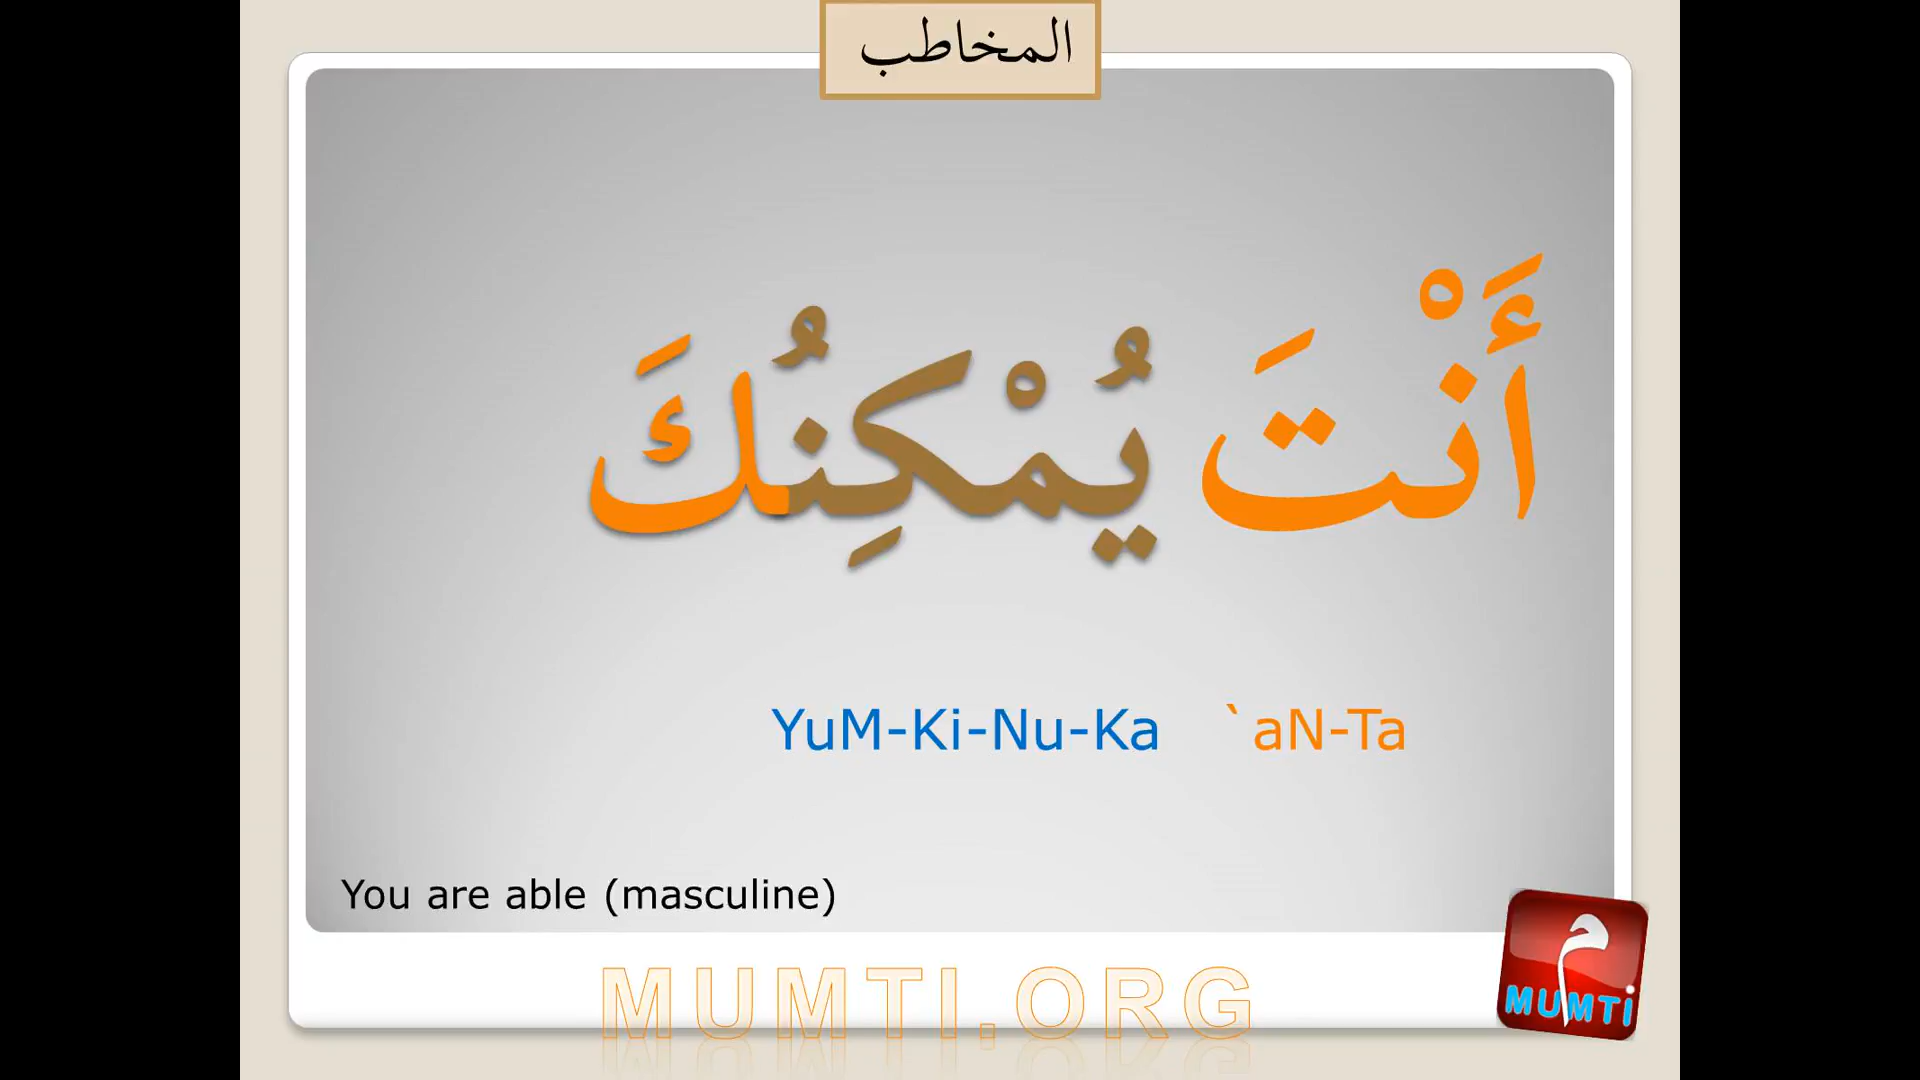 المخاطب
أَنْتَ يُمْكِنُكَ
YuM-Ki-Nu-Ka `aN-Ta
You are able (masculine)
م
MUMTi
MUMTI.ORG